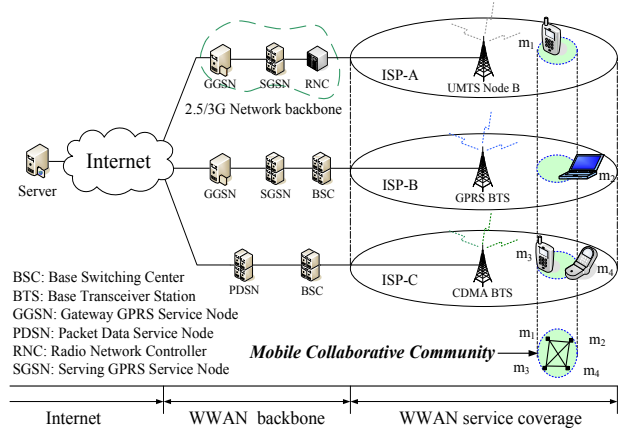 m1
ISP-A
GGSN
SGSN
RNC
UMTS Node B
2.5/3G Network backbone
Internet
Server
ISP-B
m2
GGSN
SGSN
BSC
GPRS BTS
m3
m4
ISP-C
PDSN
BSC
CDMA BTS
BSC: Base Switching Center
BTS: Base Transceiver Station
GGSN: Gateway GPRS Service Node
PDSN: Packet Data Service Node
RNC: Radio Network Controller
SGSN: Serving GPRS Service Node
Mobile Collaborative Community
m1
m2
m3
m4
Internet
WWAN backbone
WWAN service coverage